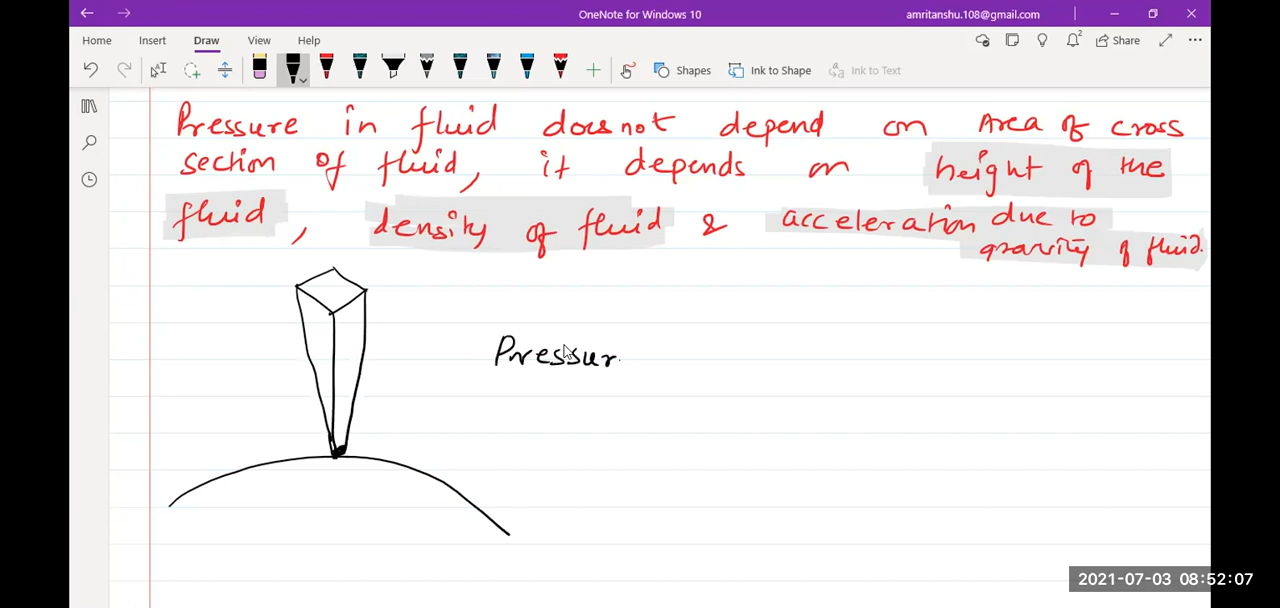 OneNote for Windows 10
amritanshu.108@gmail.com
Home Insert Draw View Help
Share
Shapes Ink to Shape Ink to Text
Pressure in fluid does not depend on Area of cross
section of fluid, it depends on height of the
fluid, density of fluid & acceleration due to
gravity of fluid.
Pressur
2021-07-03 08:52:07